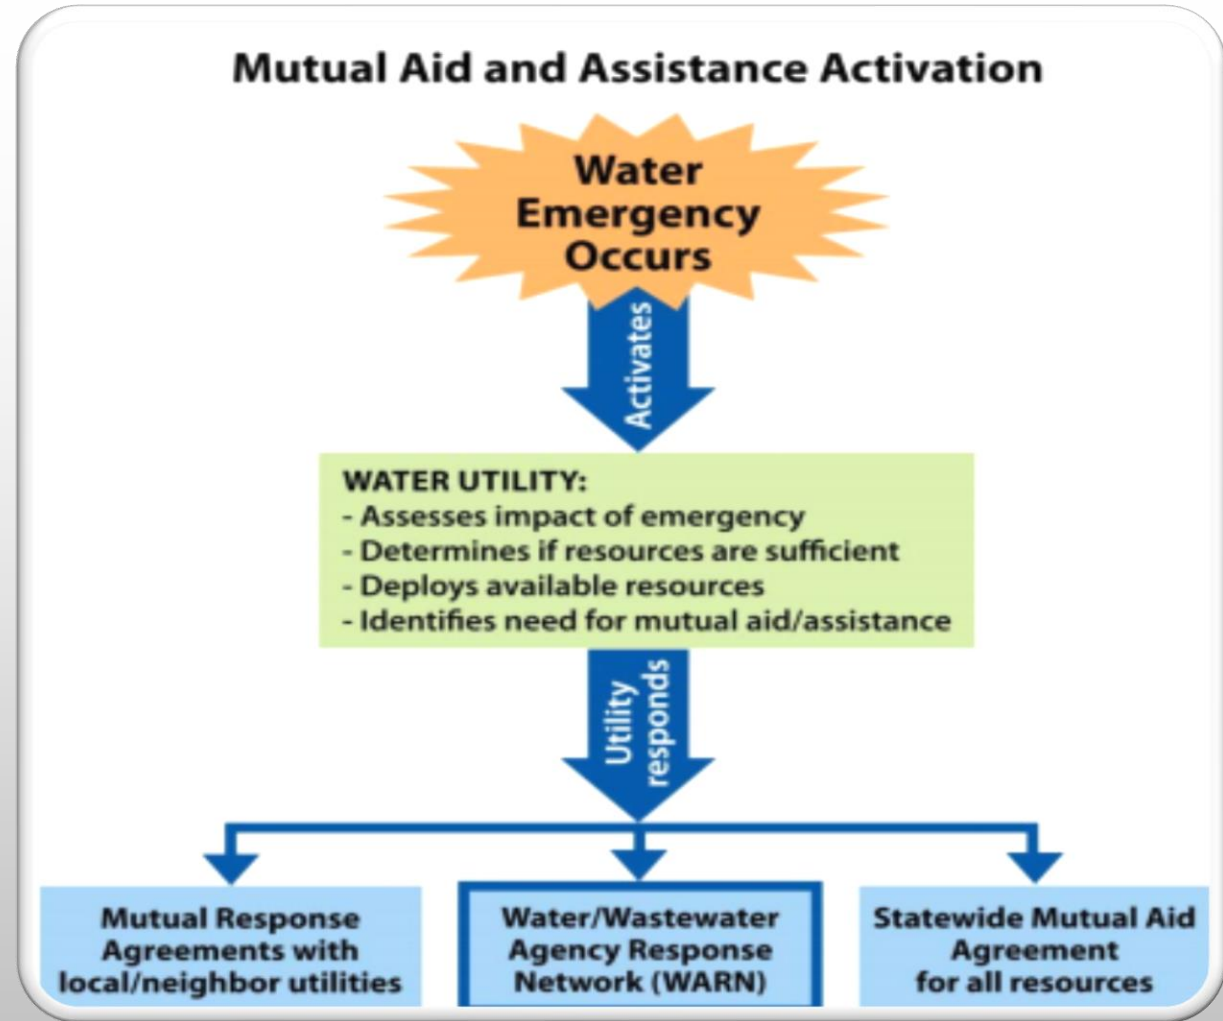 Mutual Aid and Assistance Activation
Water
Emergency
Occurs
Activates
WATER UTILITY:
- Assesses impact of emergency
- Determines if resources are sufficient
- Deploys available resources
- Identifies need for mutual aid/assistance
Utility
responds
Mutual Response
Agreements with
local/neighbor utilities
Water/Wastewater
Agency Response
Network (WARN)
Statewide Mutual Aid
Agreement
for all resources